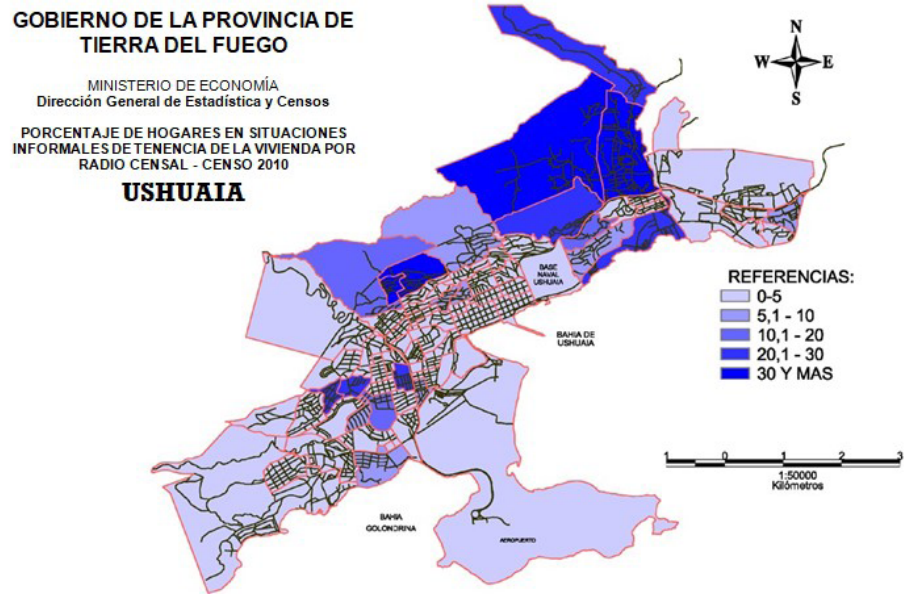 GOBIERNO DE LA PROVINCIA DE
TIERRA DEL FUEGO
MINISTERIO DE ECONOMÍA
Dirección General de Estadística y Censos
PORCENTAJE DE HOGARES EN SITUACIONES
INFORMALES DE TENENCIA DE LA VIVIENDA POR
RADIO CENSAL - CENSO 2010
USHUAIA
N
W E
S
BASE
NAVAL
USHUAIA
BAHIA DE
USHUAIA
REFERENCIAS:
0-5
5,1 - 10
10,1 - 20
20,1 - 30
30 Y MAS
1 0 1 2 3
1:50000
Kilómetros
BAHIA
GOLONDRINA
AEROPUERTO